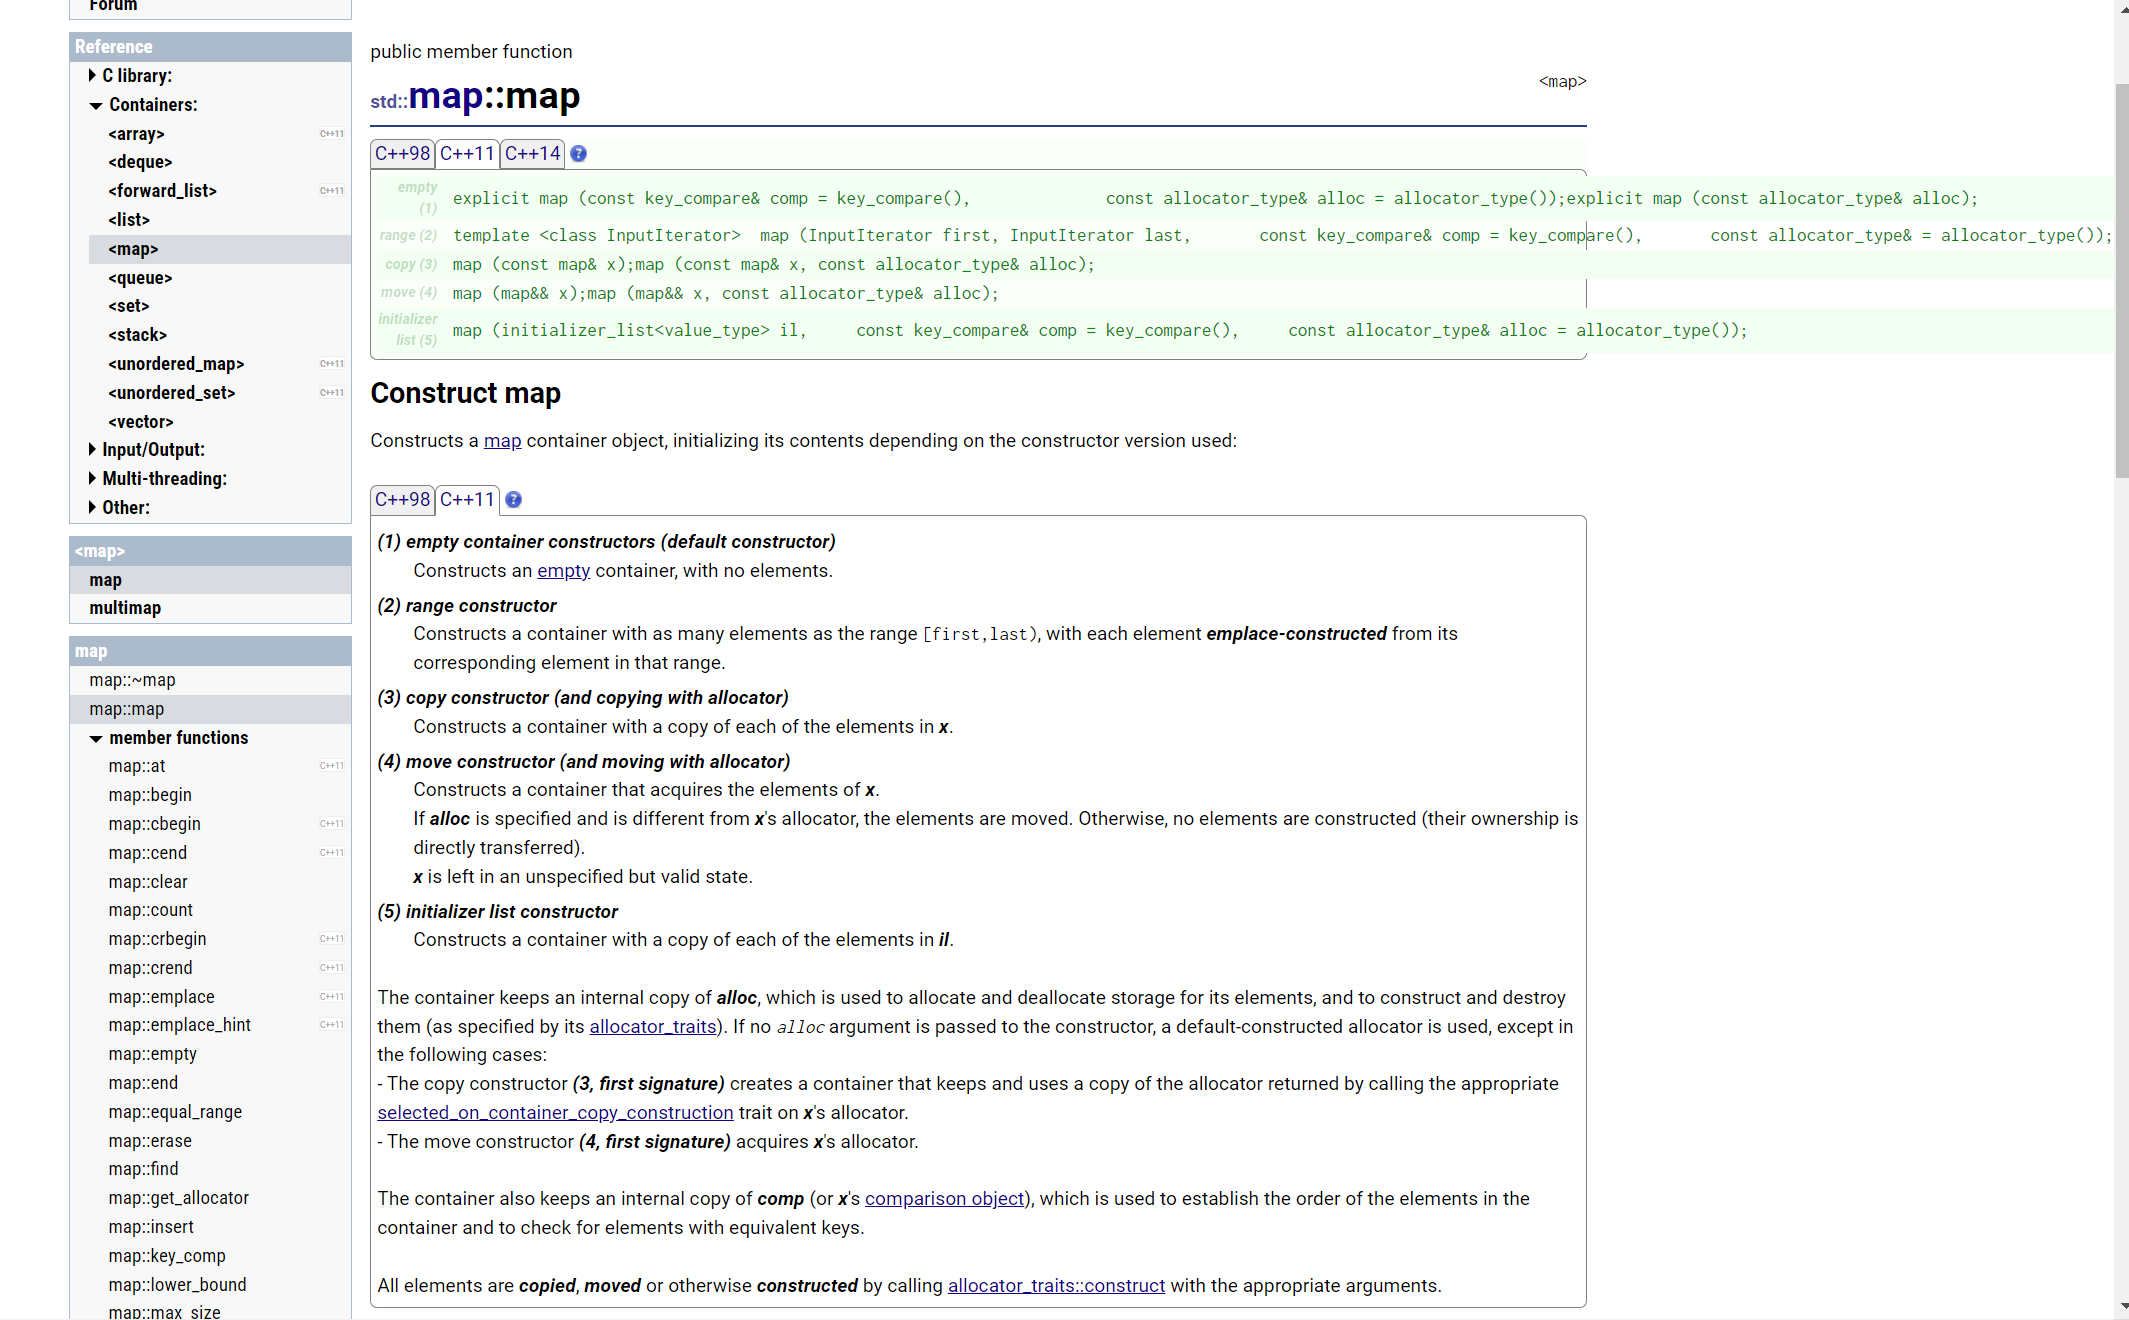 Forum
Reference
C library:
Containers:
<array> C++11
<deque>
<forward_list> C++11
<list>
<map>
<queue>
<set>
<stack>
<unordered_map> C++11
<unordered_set> C++11
<vector>
Input/Output:
Multi-threading:
Other:
<map>
map
multimap
map
map::~map
map::map
member functions
map::at C++11
map::begin
map::cbegin C++11
map::cend C++11
map::clear
map::count
map::crbegin C++11
map::crend C++11
map::emplace C++11
map::emplace_hint C++11
map::empty
map::end
map::equal_range
map::erase
map::find
map::get_allocator
map::insert
map::key_comp
map::lower_bound
map::max_size
public member function
<map>
std::map::map
C++98 C++11 C++14 ?
empty (1) explicit map (const key_compare& comp = key_compare(), const allocator_type& alloc = allocator_type());explicit map (const allocator_type& alloc);
range (2) template <class InputIterator> map (InputIterator first, InputIterator last, const key_compare& comp = key_compare(), const allocator_type& = allocator_type());
copy (3) map (const map& x);map (const map& x, const allocator_type& alloc);
move (4) map (map&& x);map (map&& x, const allocator_type& alloc);
initializer list (5) map (initializer_list<value_type> il, const key_compare& comp = key_compare(), const allocator_type& alloc = allocator_type());
Construct map
Constructs a map container object, initializing its contents depending on the constructor version used:
C++98 C++11 ?
(1) empty container constructors (default constructor)
Constructs an empty container, with no elements.
(2) range constructor
Constructs a container with as many elements as the range [first,last), with each element emplace-constructed from its
corresponding element in that range.
(3) copy constructor (and copying with allocator)
Constructs a container with a copy of each of the elements in x.
(4) move constructor (and moving with allocator)
Constructs a container that acquires the elements of x.
If alloc is specified and is different from x's allocator, the elements are moved. Otherwise, no elements are constructed (their ownership is
directly transferred).
x is left in an unspecified but valid state.
(5) initializer list constructor
Constructs a container with a copy of each of the elements in il.
The container keeps an internal copy of alloc, which is used to allocate and deallocate storage for its elements, and to construct and destroy
them (as specified by its allocator_traits). If no alloc argument is passed to the constructor, a default-constructed allocator is used, except in
the following cases:
- The copy constructor (3, first signature) creates a container that keeps and uses a copy of the allocator returned by calling the appropriate
selected_on_container_copy_construction trait on x's allocator.
- The move constructor (4, first signature) acquires x's allocator.
The container also keeps an internal copy of comp (or x's comparison object), which is used to establish the order of the elements in the
container and to check for elements with equivalent keys.
All elements are copied, moved or otherwise constructed by calling allocator_traits::construct with the appropriate arguments.